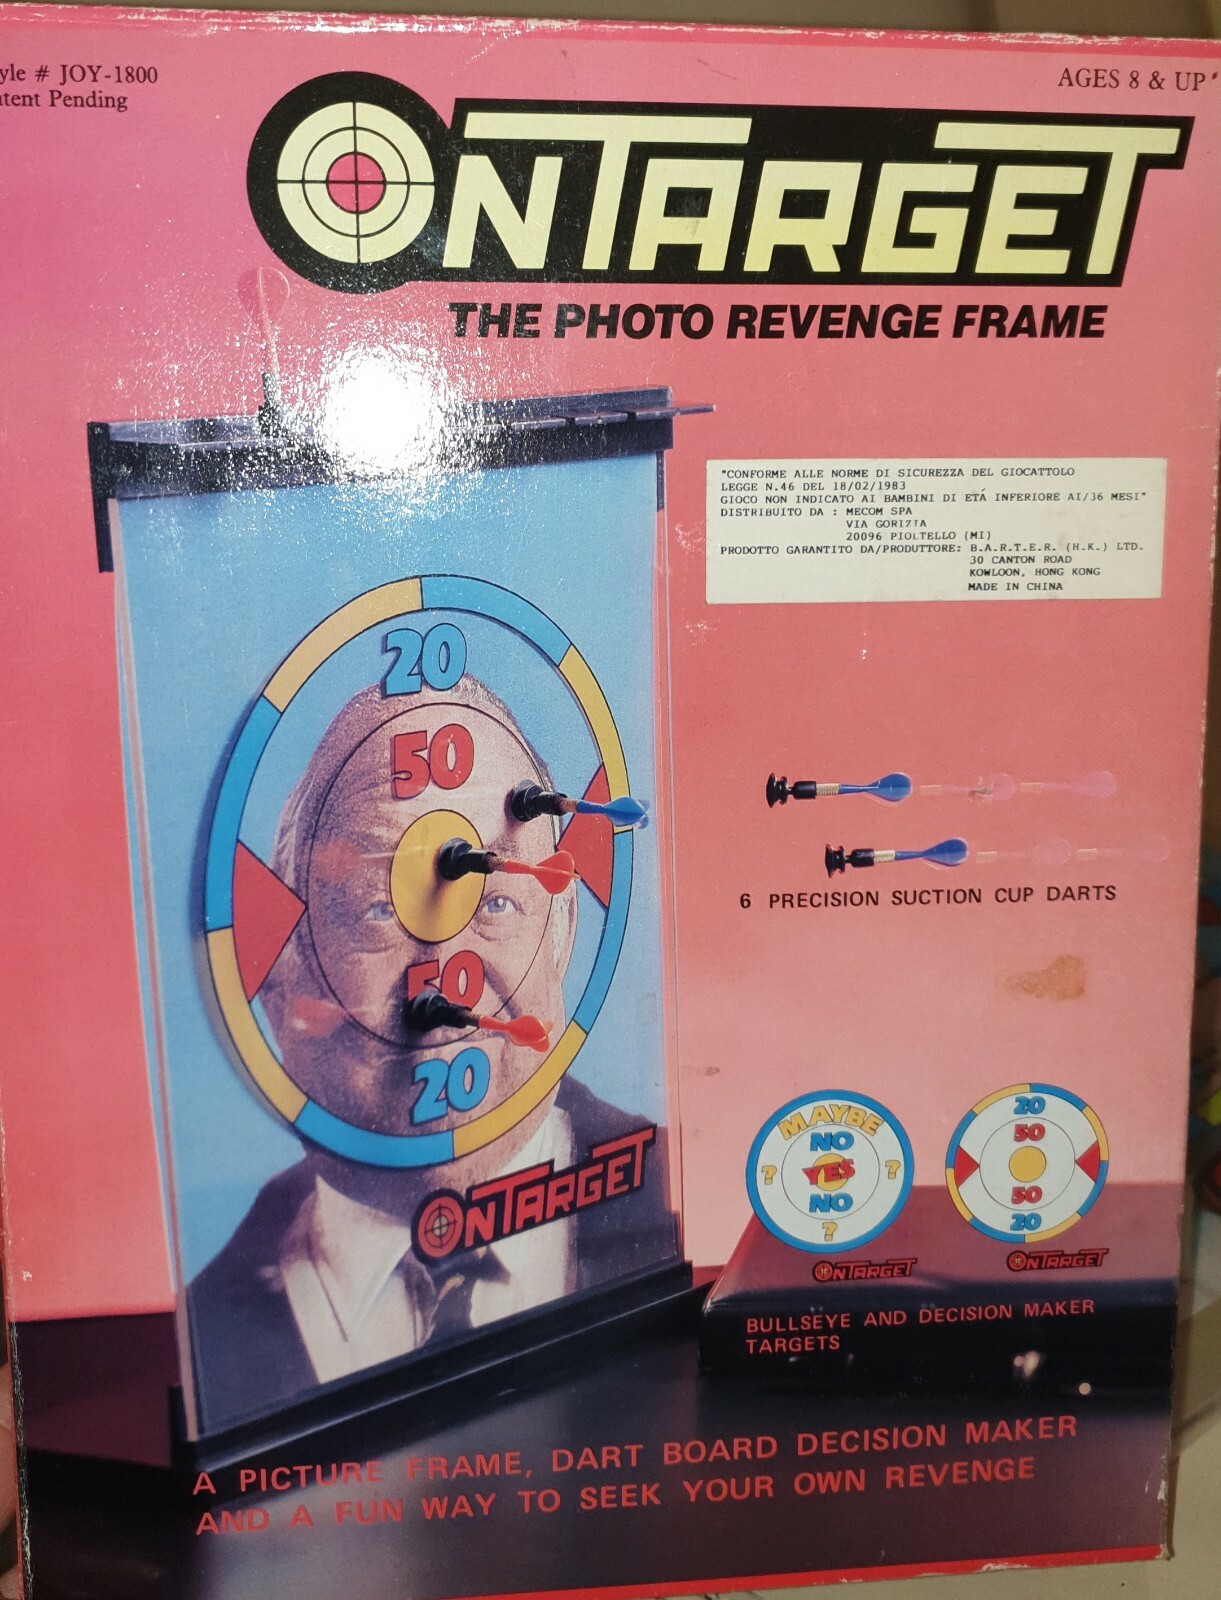 yle # JOY-1800
tent Pending
AGES 8 & UP
ONTARGET
THE PHOTO REVENGE FRAME
"CONFORME ALLE NORME DI SICUREZZA DEL GIOCATTOLO
LEGGE N.46 DEL 18/02/1983
GIOCO NON INDICATO AI BAMBINI DI ETÁ INFERIORE AI/36 MESI"
DISTRIBUITO DA : MECOM SPA
VIA GORIZIA
20096 PIOLTELLO (MI)
PRODOTTO GARANTITO DA/PRODUTTORE: B.A.R.T.E.R. (H.K.) LTD.
30 CANTON ROAD
KOWLOON, HONG KONG
MADE IN CHINA
20
50
50
20
ONTARGET
6 PRECISION SUCTION CUP DARTS
MAYBE
NO
? YES ?
NO
?
ONTARGET
20
50
50
20
ONTARGET
BULLSEYE AND DECISION MAKER
TARGETS
A PICTURE FRAME, DART BOARD DECISION MAKER
AND A FUN WAY TO SEEK YOUR OWN REVENGE